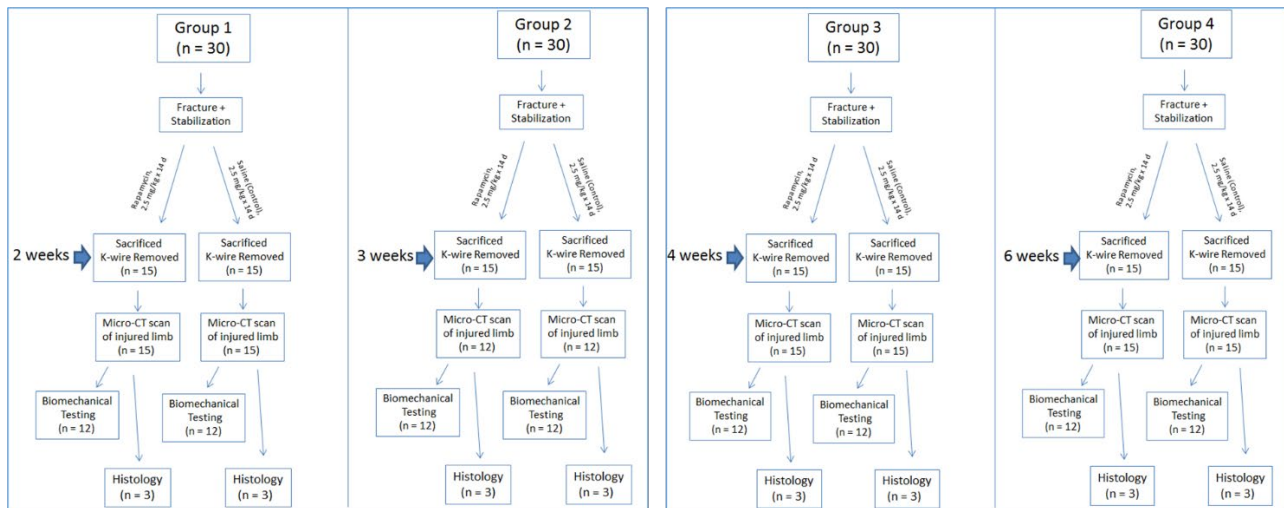 Group 1
(n = 30)
Fracture +
Stabilization
Rapamycin,
2.5 mg/kg x 14 d
Saline (Control),
2.5 mg/kg x 14 d
2 weeks
Sacrificed
K-wire Removed
(n = 15)
Sacrificed
K-wire Removed
(n = 15)
Micro-CT scan
of injured limb
(n = 15)
Micro-CT scan
of injured limb
(n = 15)
Biomechanical
Testing
(n = 12)
Biomechanical
Testing
(n = 12)
Histology
(n = 3)
Histology
(n = 3)
Group 2
(n = 30)
Fracture +
Stabilization
Rapamycin,
2.5 mg/kg x 14 d
Saline (Control),
2.5 mg/kg x 14 d
3 weeks
Sacrificed
K-wire Removed
(n = 15)
Sacrificed
K-wire Removed
(n = 15)
Micro-CT scan
of injured limb
(n = 12)
Micro-CT scan
of injured limb
(n = 12)
Biomechanical
Testing
(n = 12)
Biomechanical
Testing
(n = 12)
Histology
(n = 3)
Histology
(n = 3)
Group 3
(n = 30)
Fracture +
Stabilization
Rapamycin,
2.5 mg/kg x 14 d
Saline (Control),
2.5 mg/kg x 14 d
4 weeks
Sacrificed
K-wire Removed
(n = 15)
Sacrificed
K-wire Removed
(n = 15)
Micro-CT scan
of injured limb
(n = 15)
Micro-CT scan
of injured limb
(n = 15)
Biomechanical
Testing
(n = 12)
Biomechanical
Testing
(n = 12)
Histology
(n = 3)
Histology
(n = 3)
Group 4
(n = 30)
Fracture +
Stabilization
Rapamycin,
2.5 mg/kg x 14 d
Saline (Control),
2.5 mg/kg x 14 d
6 weeks
Sacrificed
K-wire Removed
(n = 15)
Sacrificed
K-wire Removed
(n = 15)
Micro-CT scan
of injured limb
(n = 15)
Micro-CT scan
of injured limb
(n = 15)
Biomechanical
Testing
(n = 12)
Biomechanical
Testing
(n = 12)
Histology
(n = 3)
Histology
(n = 3)